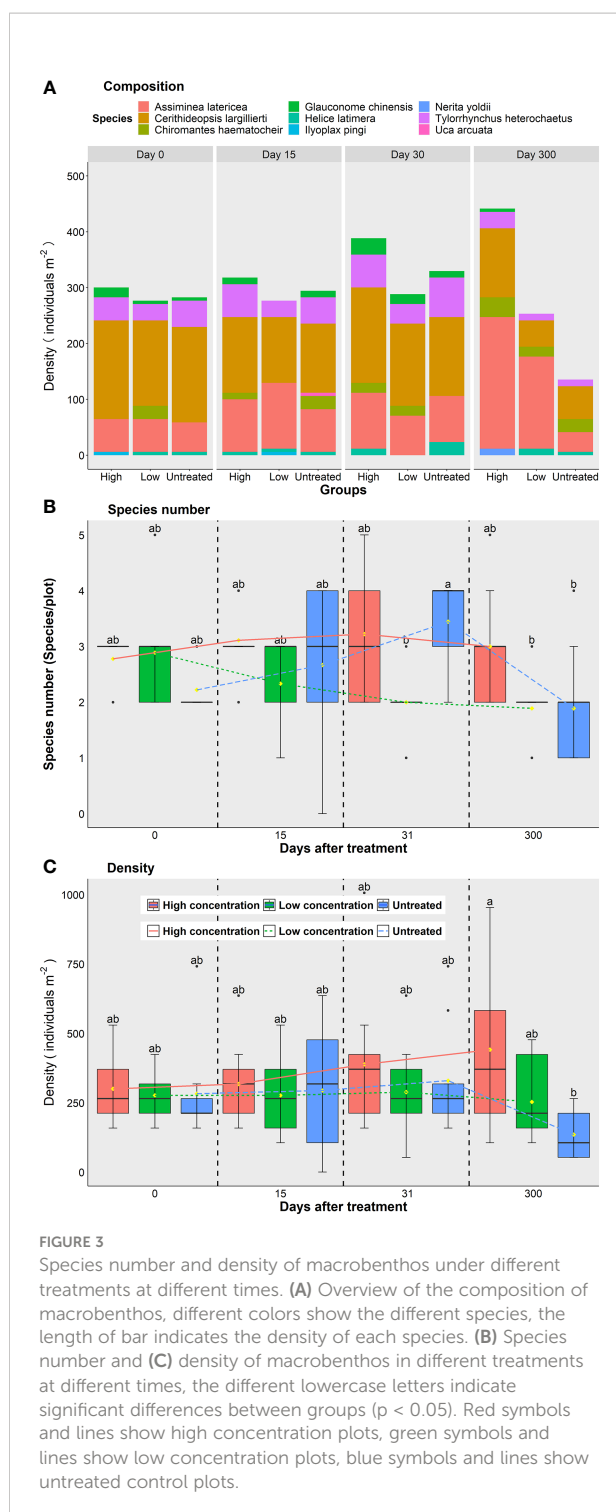 A Composition
Species
Assiminea latericea
Cerithideopsis largillierti
Chiromantes haematocheir
Glauconome chinensis
Helice latimera
Ilyoplax pingi
Nerita yoldii
Tylorrhynchus heterochaetus
Uca arcuata
Day 0 Day 15 Day 30 Day 300
Density ( individuals m-2)
500
400
300
200
100
0
High Low Untreated High Low Untreated High Low Untreated High Low Untreated
Groups
B Species number
Species number (Species/plot)
5
4
3
2
1
0
ab ab ab ab ab ab ab b a ab b b
0 15 31 300
Days after treatment
C Density
High concentration Low concentration Untreated
High concentration Low concentration Untreated
Density ( individuals m-2)
1000
750
500
250
0
ab ab ab ab ab ab ab ab ab a ab b
0 15 31 300
Days after treatment
FIGURE 3
Species number and density of macrobenthos under different
treatments at different times. (A) Overview of the composition of
macrobenthos, different colors show the different species, the
length of bar indicates the density of each species. (B) Species
number and (C) density of macrobenthos in different treatments
at different times, the different lowercase letters indicate
significant differences between groups (p < 0.05). Red symbols
and lines show high concentration plots, green symbols and
lines show low concentration plots, blue symbols and lines show
untreated control plots.